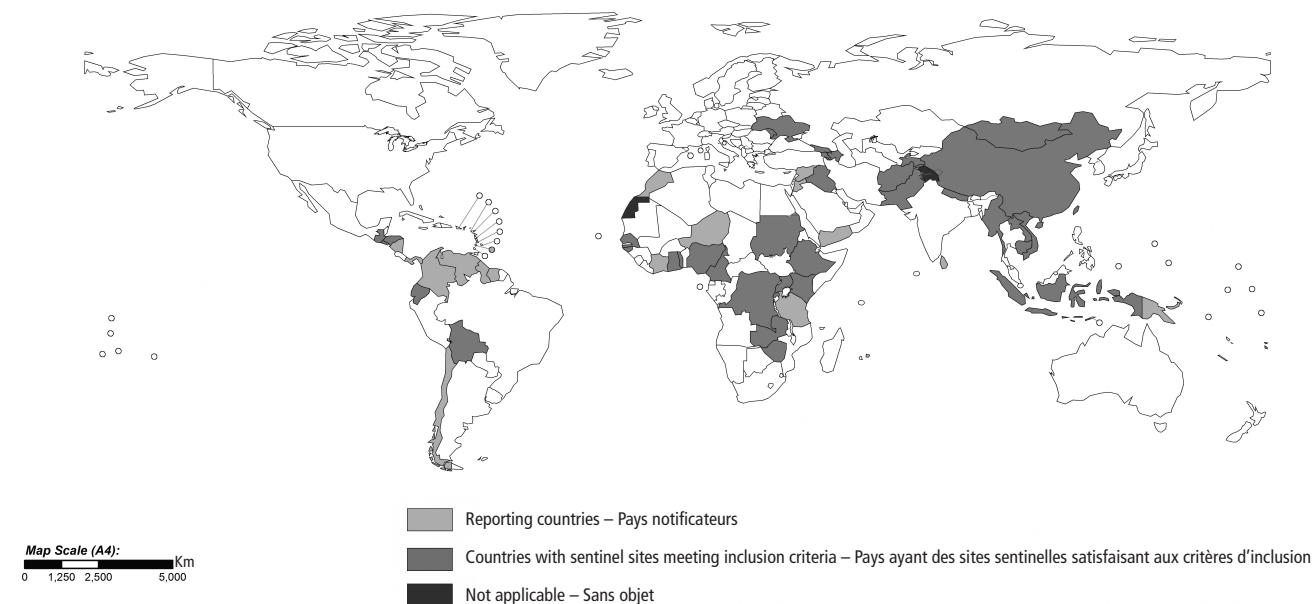 Reporting countries – Pays notificateurs
Map Scale (A4):
Km
0 1,250 2,500 5,000
Countries with sentinel sites meeting inclusion criteria – Pays ayant des sites sentinelles satisfaisant aux critères d’inclusion
Not applicable – Sans objet